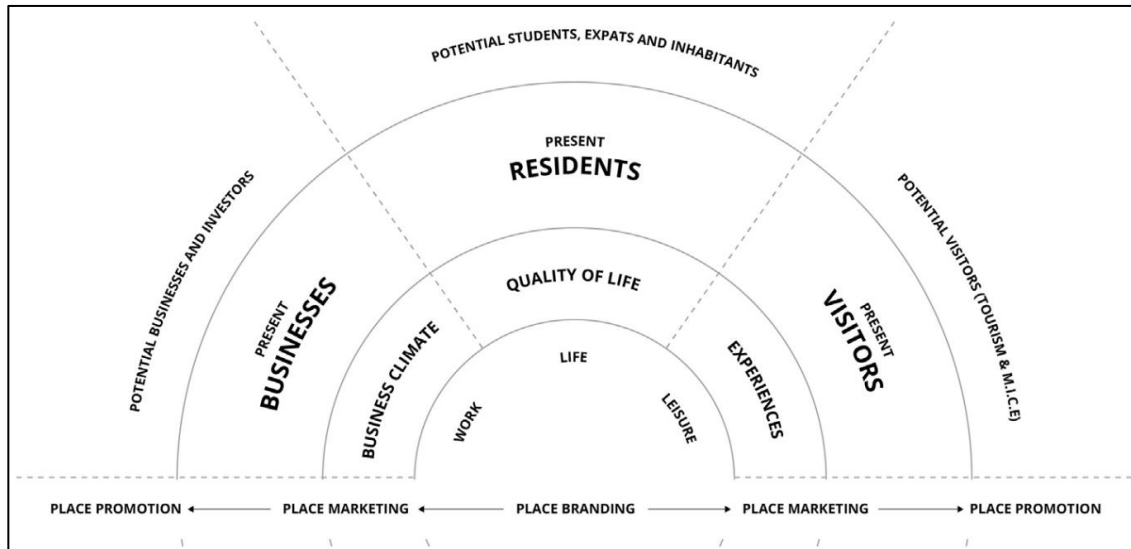 POTENTIAL STUDENTS, EXPATS AND INHABITANTS
PRESENT
RESIDENTS
POTENTIAL BUSINESSES AND INVESTORS
PRESENT
BUSINESSES
QUALITY OF LIFE
PRESENT
VISITORS
POTENTIAL VISITORS (TOURISM & M.I.C.E)
BUSINESS CLIMATE
EXPERIENCES
LIFE
WORK
LEISURE
PLACE PROMOTION
PLACE MARKETING
PLACE BRANDING
PLACE MARKETING
PLACE PROMOTION